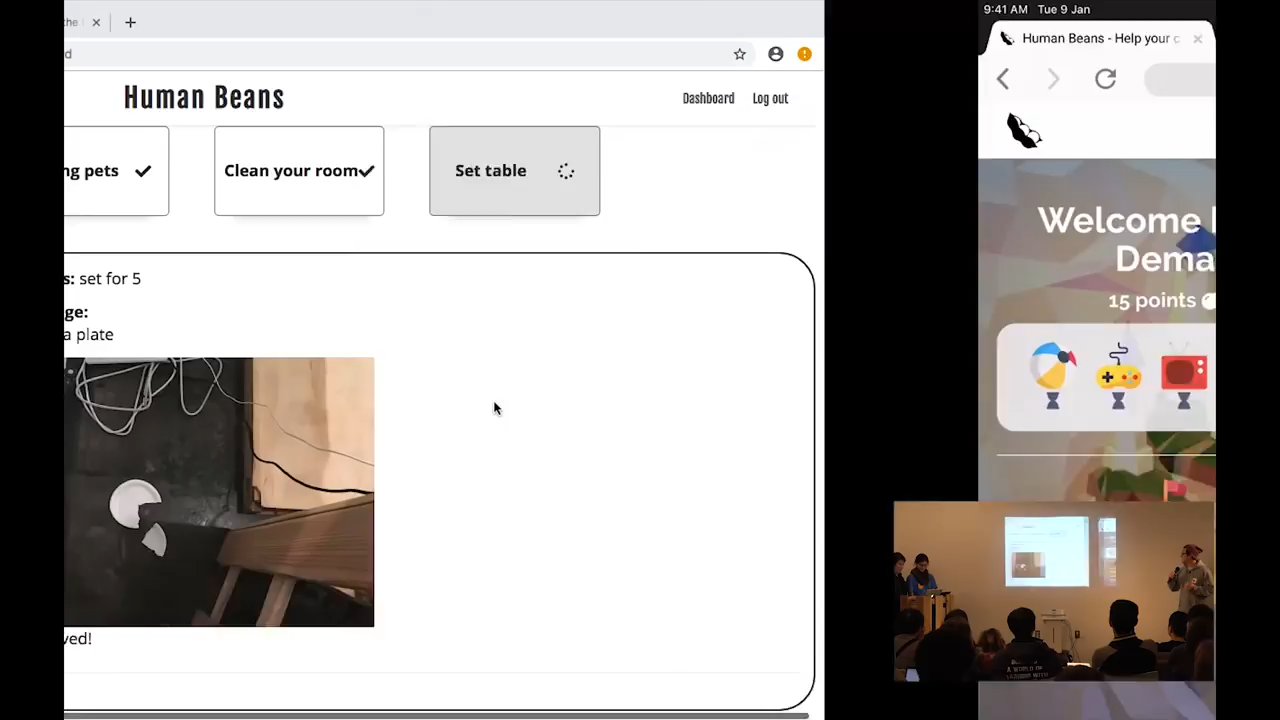 the
d
Human Beans
Dashboard
Log out
ng pets
Clean your room
Set table
s: set for 5
ge:
a plate
ved!
9:41 AM Tue 9 Jan
Human Beans - Help your c
Welcome
Dema
15 points